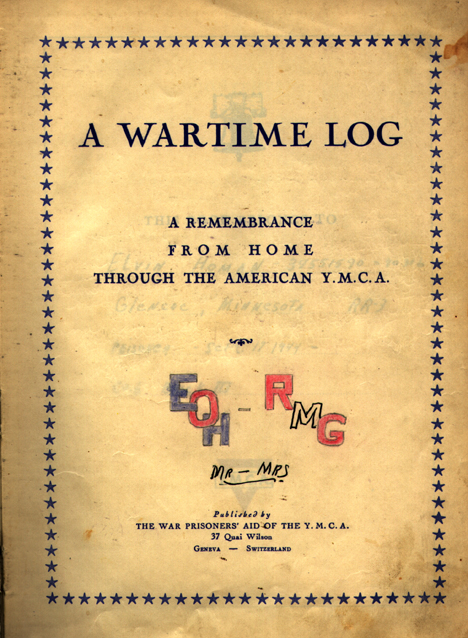 A WARTIME LOG
A REMEMBRANCE
FROM HOME
THROUGH THE AMERICAN Y.M.C.A.
EOH - RMG
MR - MRS
Published by
THE WAR PRISONERS' AID OF THE Y.M.C.A.
37 Quai Wilson
GENEVA — SWITZERLAND